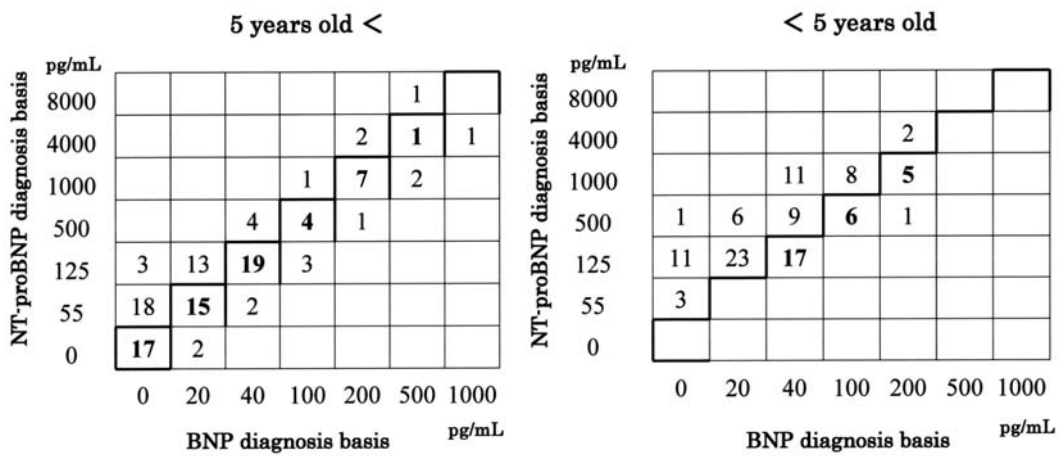 5 years old <
pg/mL
8000 1
4000 2 1 1
1000 1 7 2
500 4 4 1
125 3 13 19 3
55 18 15 2
0 17 2
0 20 40 100 200 500 1000
pg/mL
BNP diagnosis basis
NT-proBNP diagnosis basis
< 5 years old
pg/mL
8000
4000 2
1000 11 8 5
500 1 6 9 6 1
125 11 23 17
55 3
0
0 20 40 100 200 500 1000
pg/mL
BNP diagnosis basis
NT-proBNP diagnosis basis